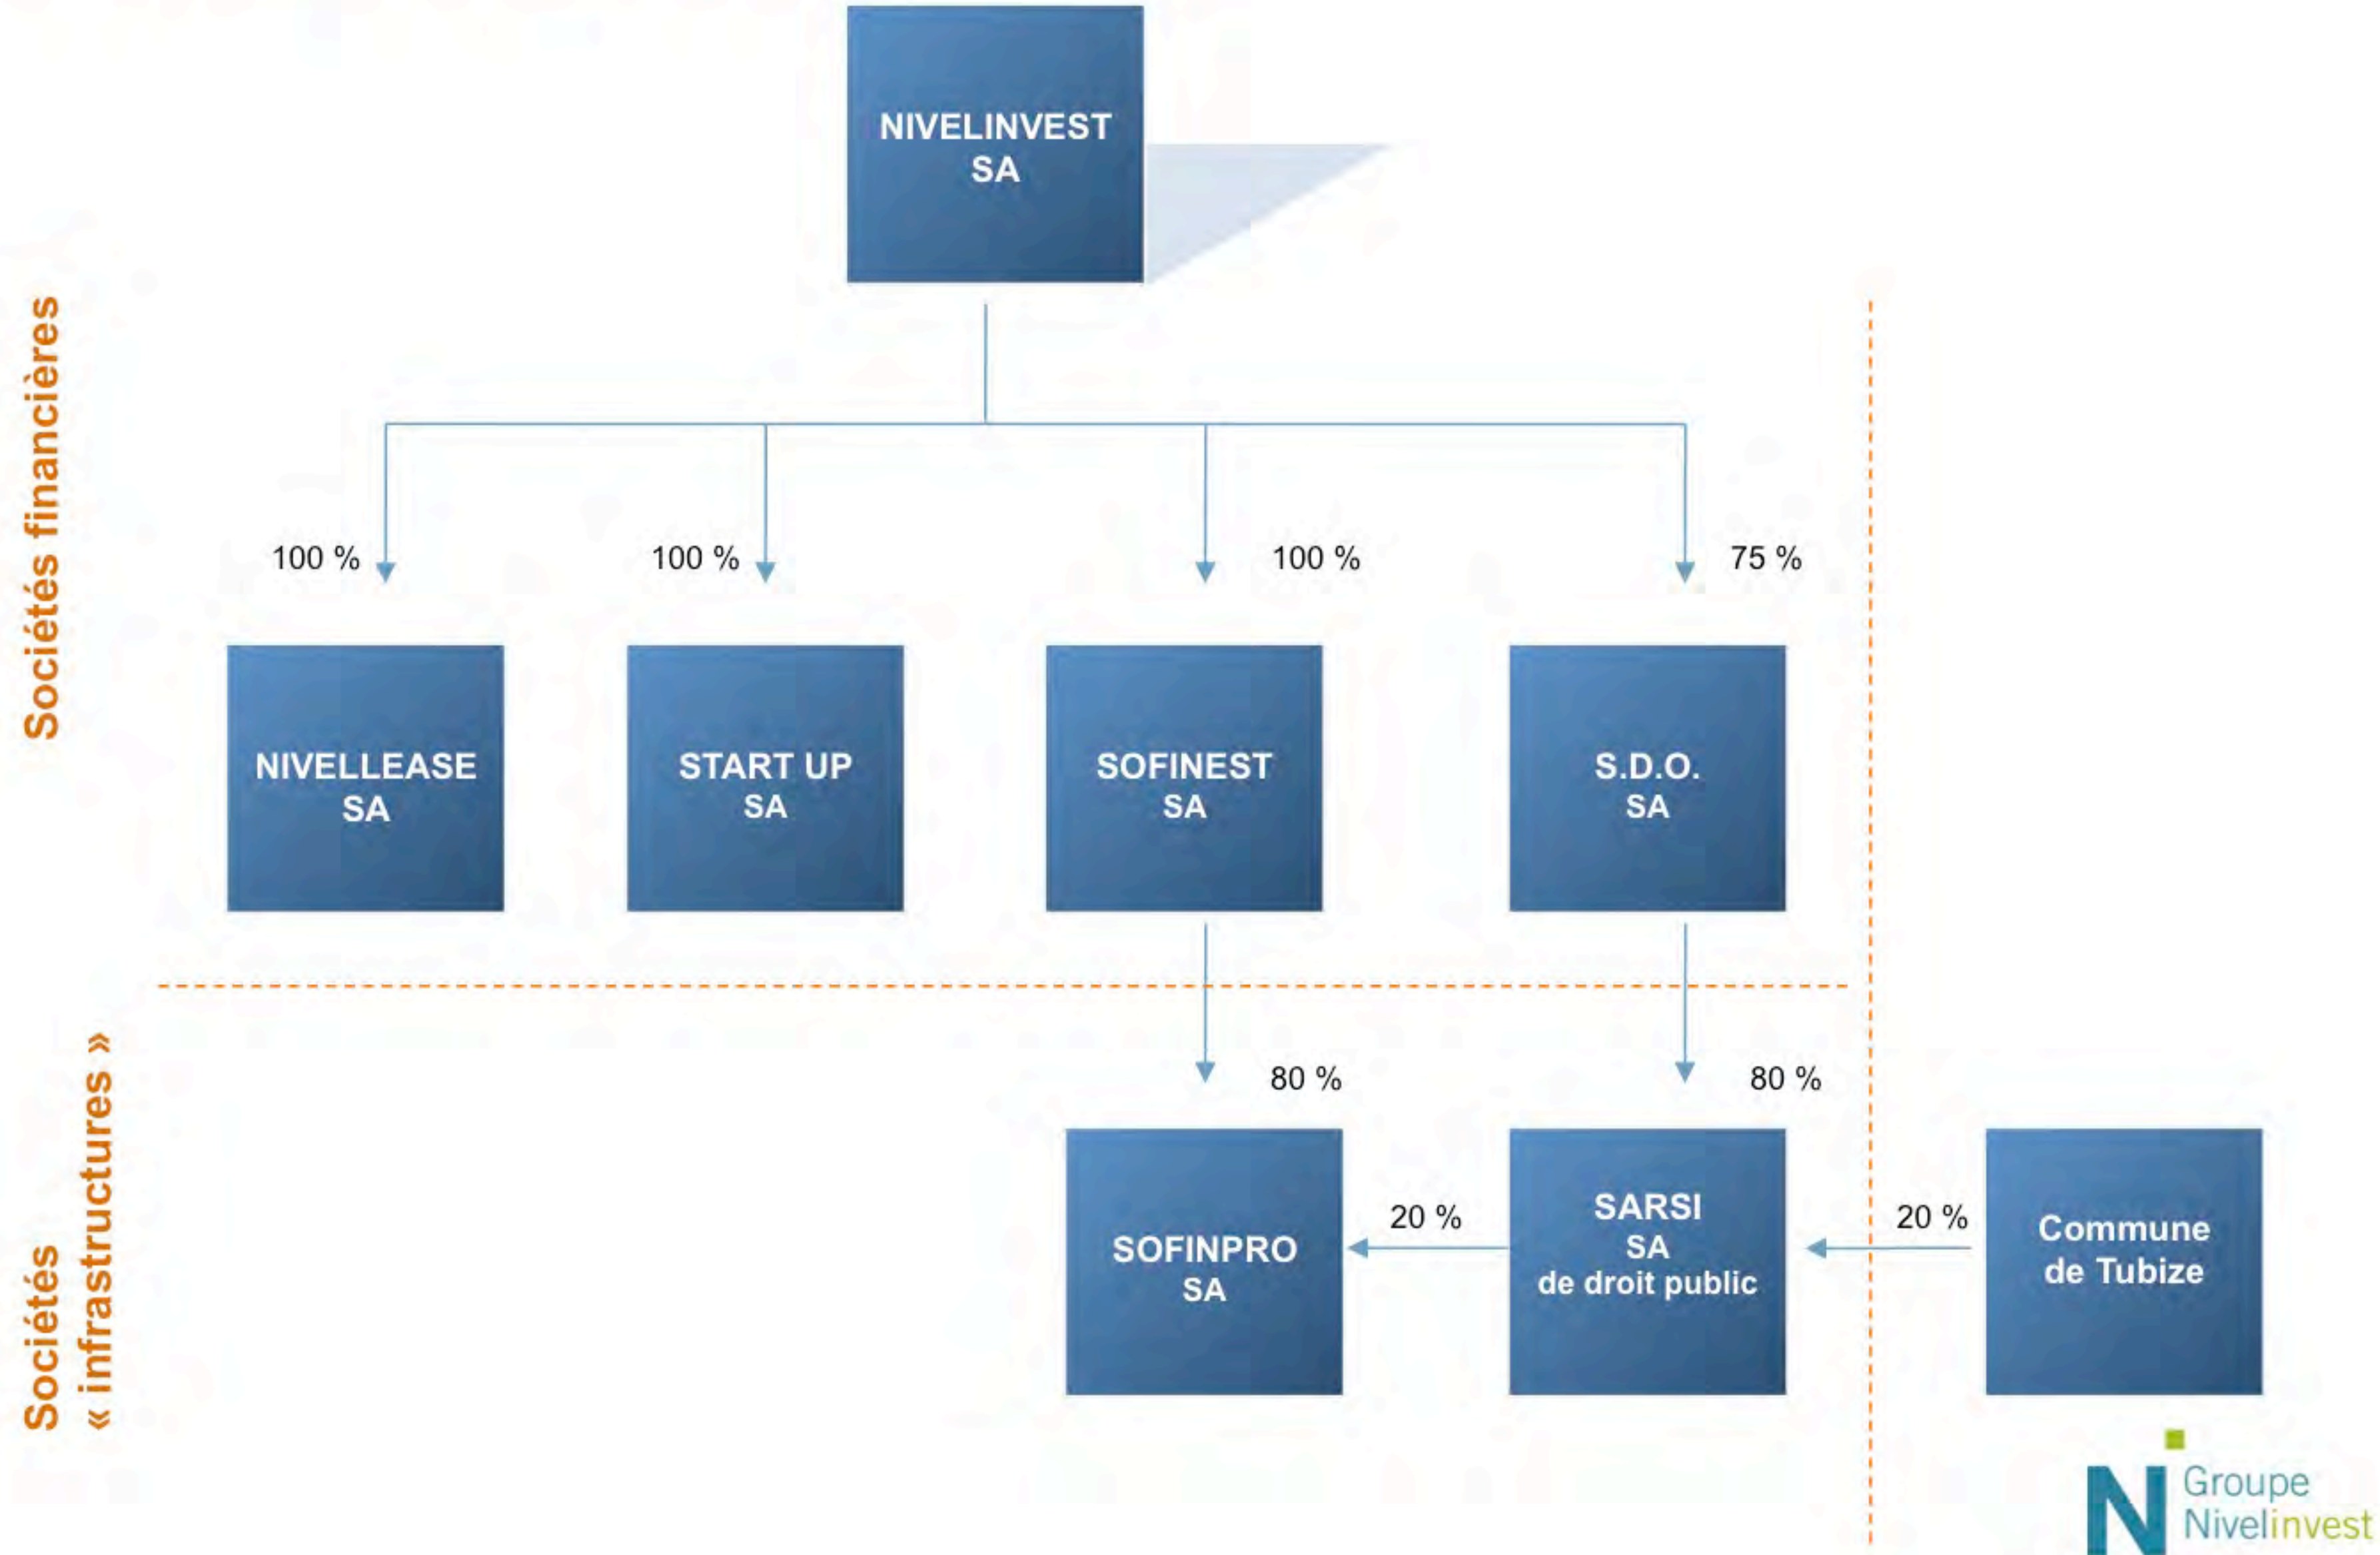 NIVELINVEST
SA
Sociétés financières
100 %
100 %
100 %
75 %
NIVELLEASE
SA
START UP
SA
SOFINEST
SA
S.D.O.
SA
Sociétés
« infrastructures »
80 %
80 %
SOFINPRO
SA
20 %
SARSI
SA
de droit public
20 %
Commune
de Tubize
Groupe
Nivelinvest